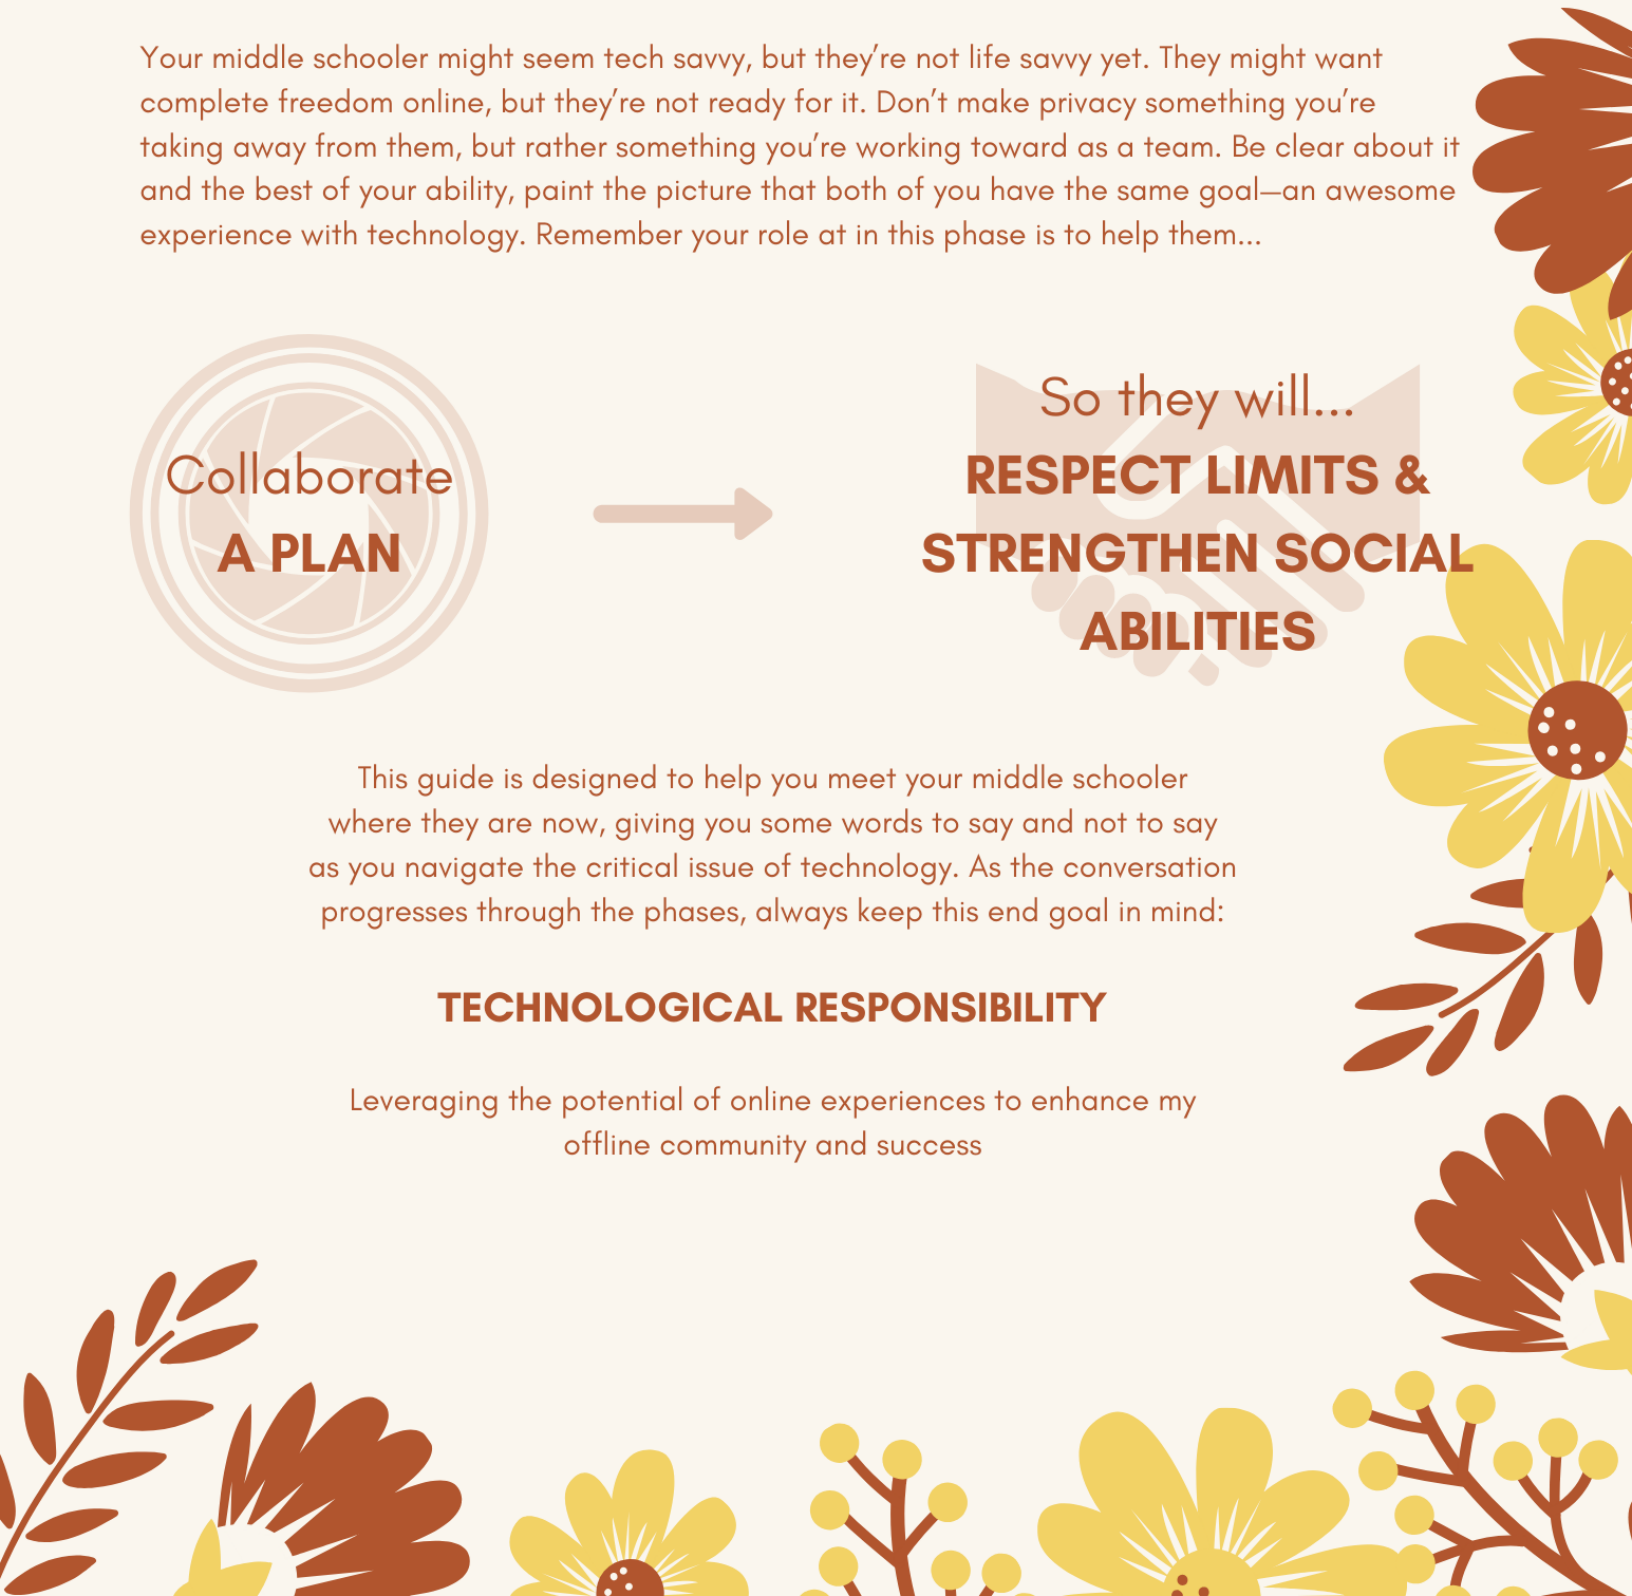 Your middle schooler might seem tech savvy, but they’re not life savvy yet. They might want
complete freedom online, but they’re not ready for it. Don’t make privacy something you’re
taking away from them, but rather something you’re working toward as a team. Be clear about it
and the best of your ability, paint the picture that both of you have the same goal—an awesome
experience with technology. Remember your role at in this phase is to help them...
Collaborate
A PLAN
So they will...
RESPECT LIMITS &
STRENGTHEN SOCIAL
ABILITIES
This guide is designed to help you meet your middle schooler
where they are now, giving you some words to say and not to say
as you navigate the critical issue of technology. As the conversation
progresses through the phases, always keep this end goal in mind:
TECHNOLOGICAL RESPONSIBILITY
Leveraging the potential of online experiences to enhance my
offline community and success